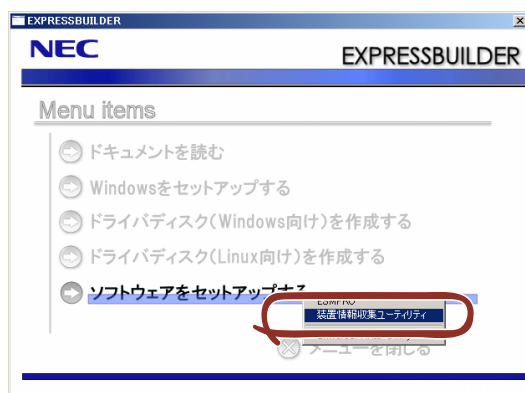 EXPRESSBUILDER
NEC
EXPRESSBUILDER
Menu items
ドキュメントを読む
Windowsをセットアップする
ドライバディスク(Windows向け)を作成する
ドライバディスク(Linux向け)を作成する
ソフトウェアをセットアップする
ESMPRO
装置情報収集ユーティリティ
メニューを閉じる